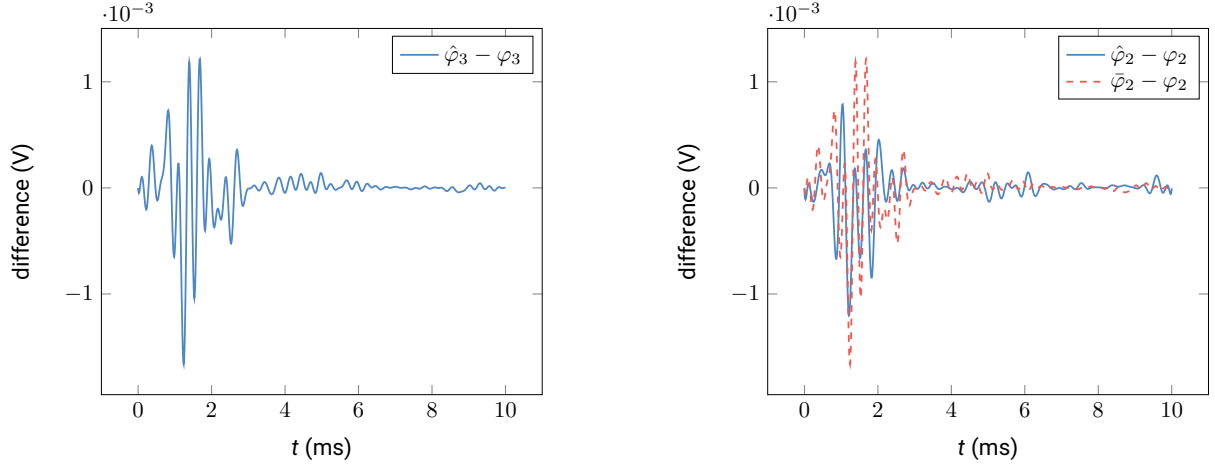 ·10⁻³
1
0
−1
0
2
4
6
8
10
difference (V)
t (ms)
φ̂₃ − φ₃
·10⁻³
1
0
−1
0
2
4
6
8
10
difference (V)
t (ms)
φ̂₂ − φ₂
φ̄₂ − φ₂